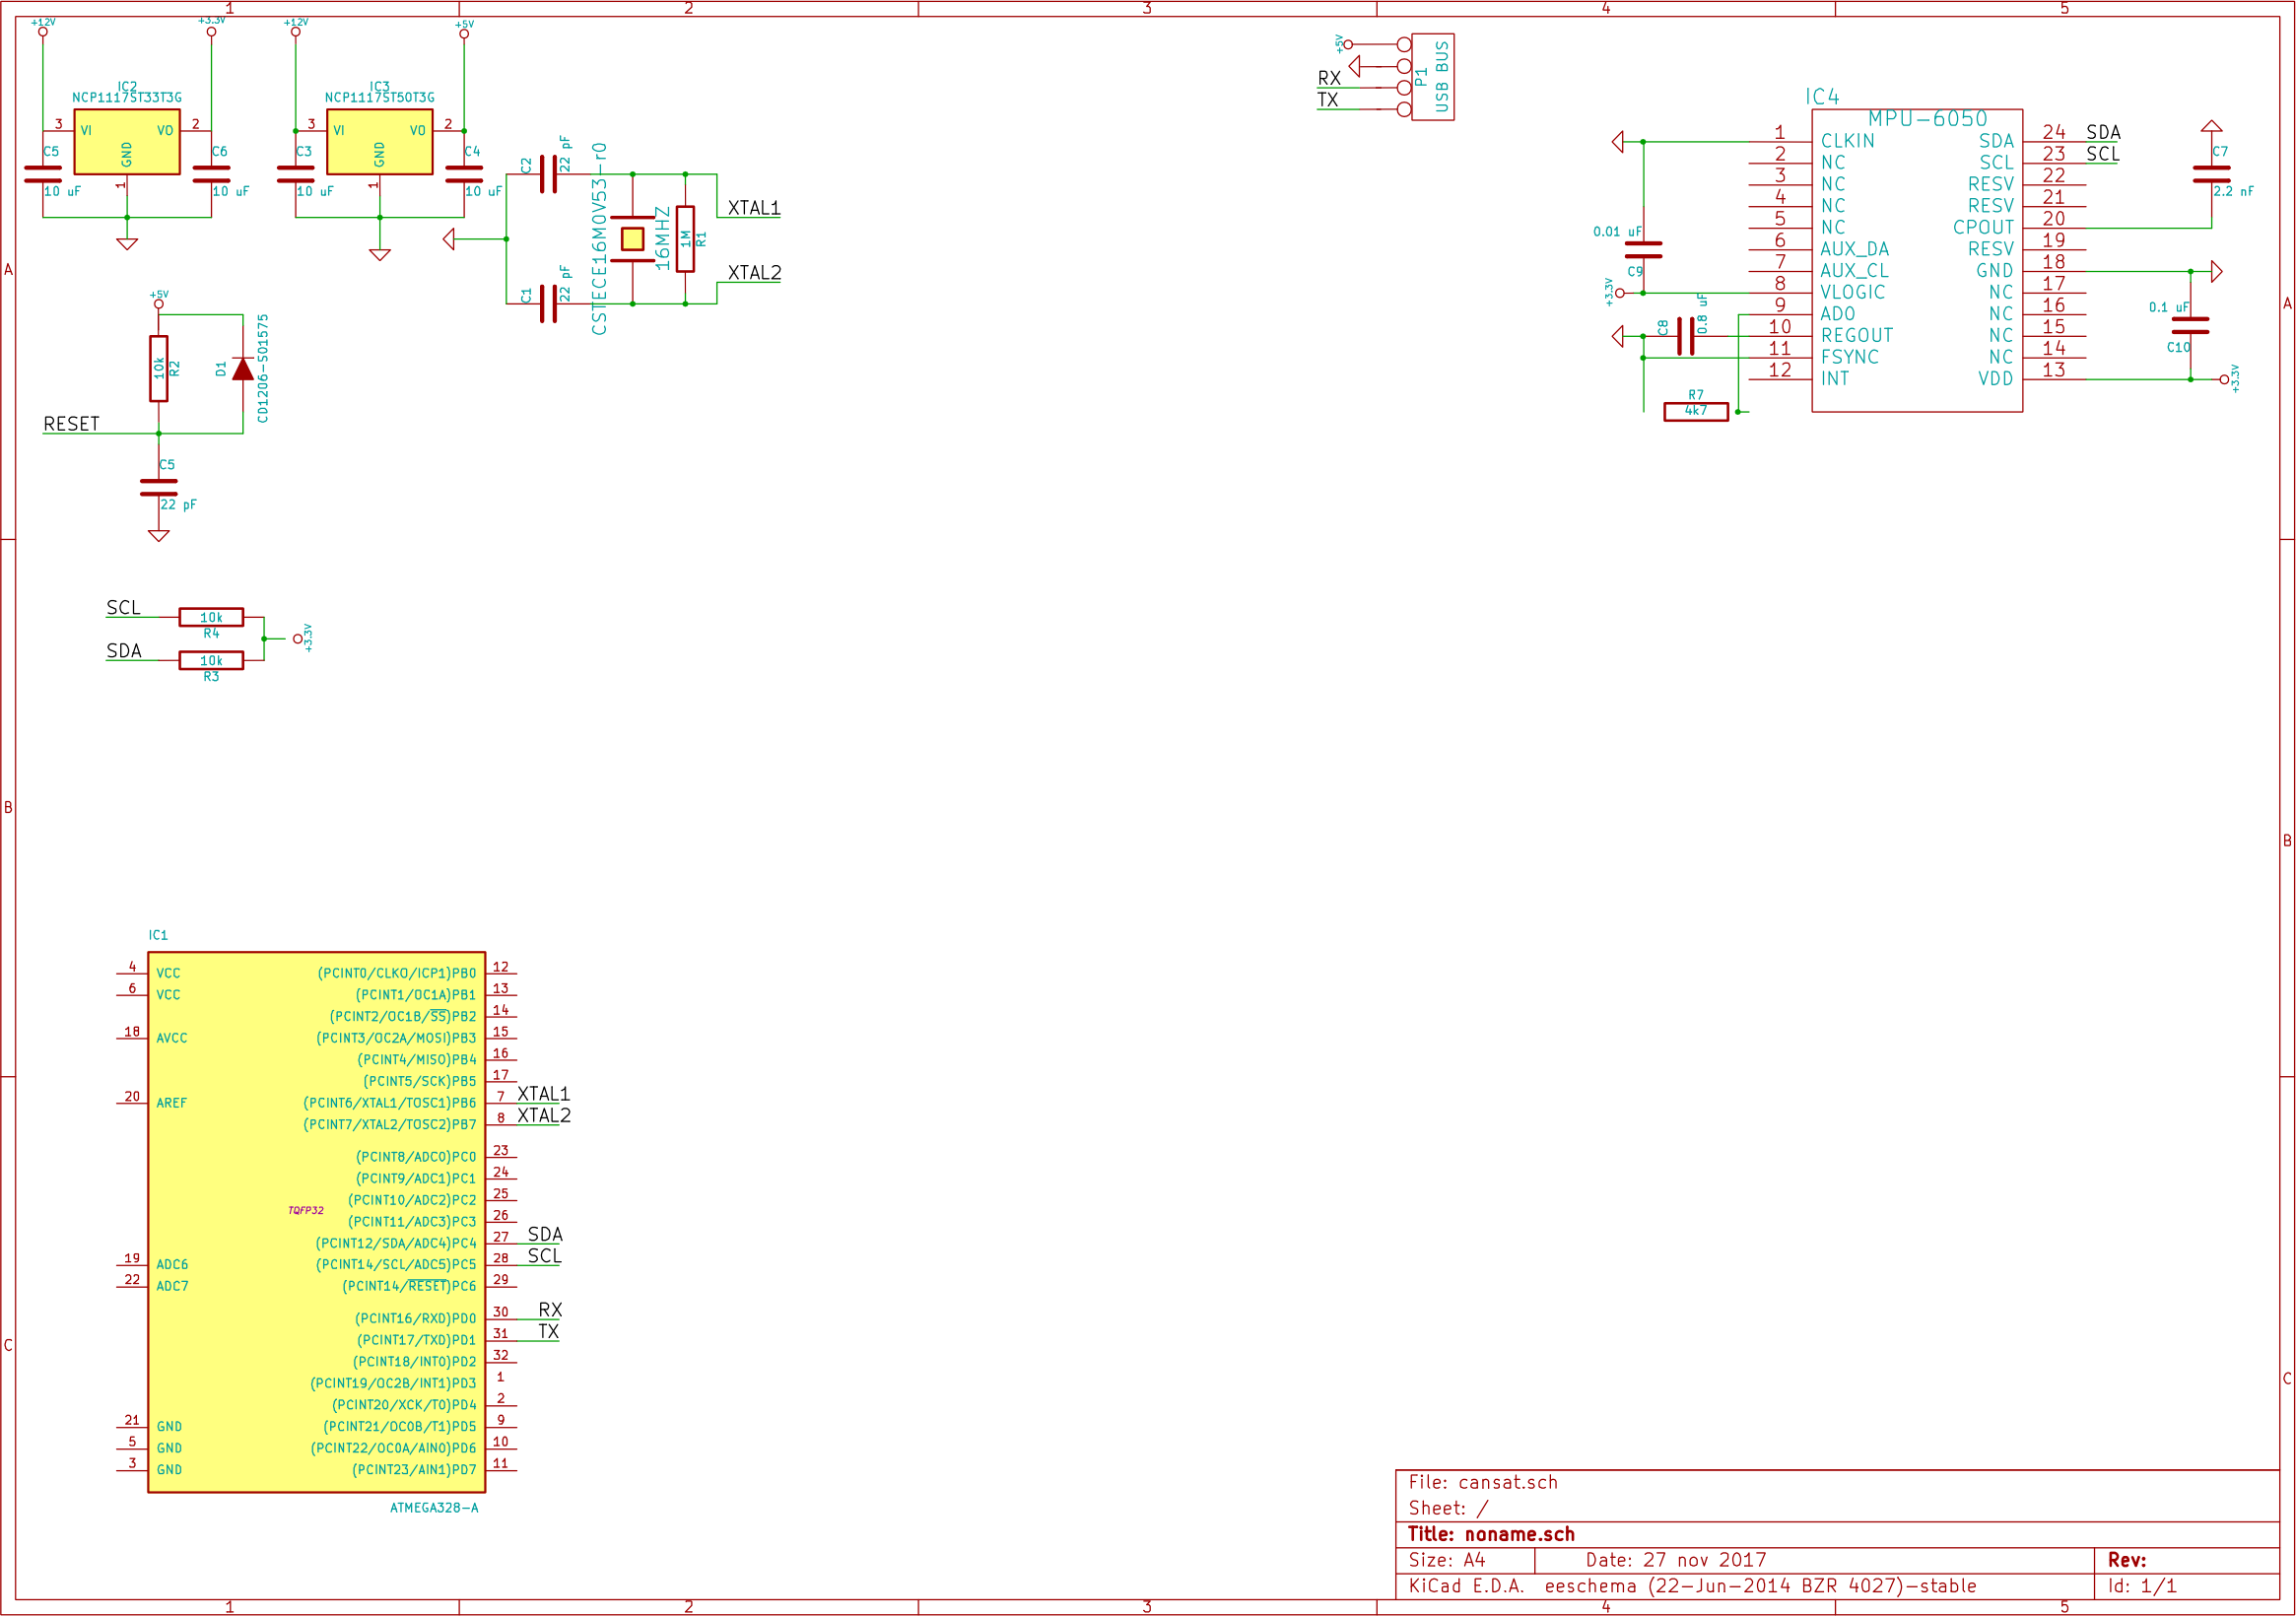 1 2 3 4 5
+12V
+3.3V
+12V
+5V
IC2
NCP1117ST33T3G
3 VI VO 2
GND
1
C5
10 uF
C6
10 uF
IC3
NCP1117ST50T3G
3 VI VO 2
GND
1
C3
10 uF
C4
10 uF
C2
22 pF
C1
22 pF
CSTECE16M0V53-r0
16MHZ
1M
R1
XTAL1
XTAL2
+5V
RX
TX
P1
USB BUS
IC4
MPU-6050
1 CLKIN
2 NC
3 NC
4 NC
5 NC
6 AUX_DA
7 AUX_CL
8 VLOGIC
9 AD0
10 REGOUT
11 FSYNC
12 INT
SDA 24 SDA
SCL 23 SCL
RESV 22
RESV 21
CPOUT 20
RESV 19
GND 18
NC 17
NC 16
NC 15
NC 14
VDD 13
C7
2.2 nF
0.01 uF
C9
+3.3V
C8
0.8 uF
R7
4k7
0.1 uF
C10
+3.3V
A
A
+5V
10k
R2
D1
CD1206-S01575
RESET
C5
22 pF
SCL
10k
R4
SDA
10k
R3
+3.3V
B
B
IC1
4 VCC
6 VCC
18 AVCC
20 AREF
19 ADC6
22 ADC7
21 GND
5 GND
3 GND
TQFP32
(PCINT0/CLKO/ICP1)PB0 12
(PCINT1/OC1A)PB1 13
(PCINT2/OC1B/SS)PB2 14
(PCINT3/OC2A/MOSI)PB3 15
(PCINT4/MISO)PB4 16
(PCINT5/SCK)PB5 17
(PCINT6/XTAL1/TOSC1)PB6 7 XTAL1
(PCINT7/XTAL2/TOSC2)PB7 8 XTAL2
(PCINT8/ADC0)PC0 23
(PCINT9/ADC1)PC1 24
(PCINT10/ADC2)PC2 25
(PCINT11/ADC3)PC3 26
(PCINT12/SDA/ADC4)PC4 27 SDA
(PCINT14/SCL/ADC5)PC5 28 SCL
(PCINT14/RESET)PC6 29
(PCINT16/RXD)PD0 30 RX
(PCINT17/TXD)PD1 31 TX
(PCINT18/INT0)PD2 32
(PCINT19/OC2B/INT1)PD3 1
(PCINT20/XCK/T0)PD4 2
(PCINT21/OC0B/T1)PD5 9
(PCINT22/OC0A/AIN0)PD6 10
(PCINT23/AIN1)PD7 11
ATMEGA328-A
C
C
File: cansat.sch
Sheet: /
Title: noname.sch
Size: A4 Date: 27 nov 2017 Rev:
KiCad E.D.A. eeschema (22-Jun-2014 BZR 4027)-stable Id: 1/1
1 2 3 4 5